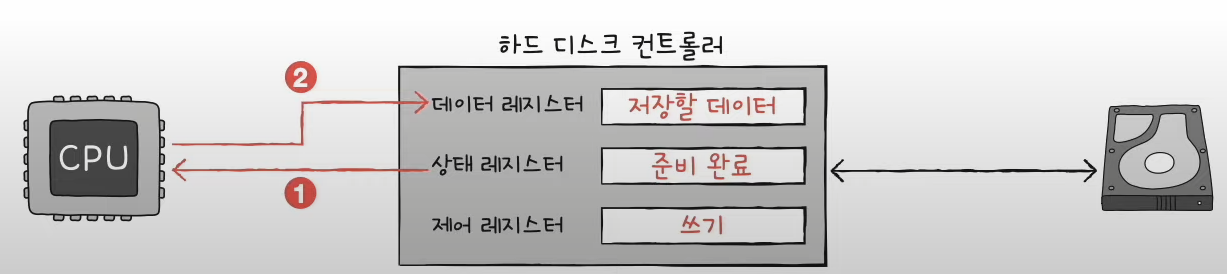 하드 디스크 컨트롤러
2
데이터 레지스터 저장할 데이터
CPU
상태 레지스터 준비 완료
1
제어 레지스터 쓰기